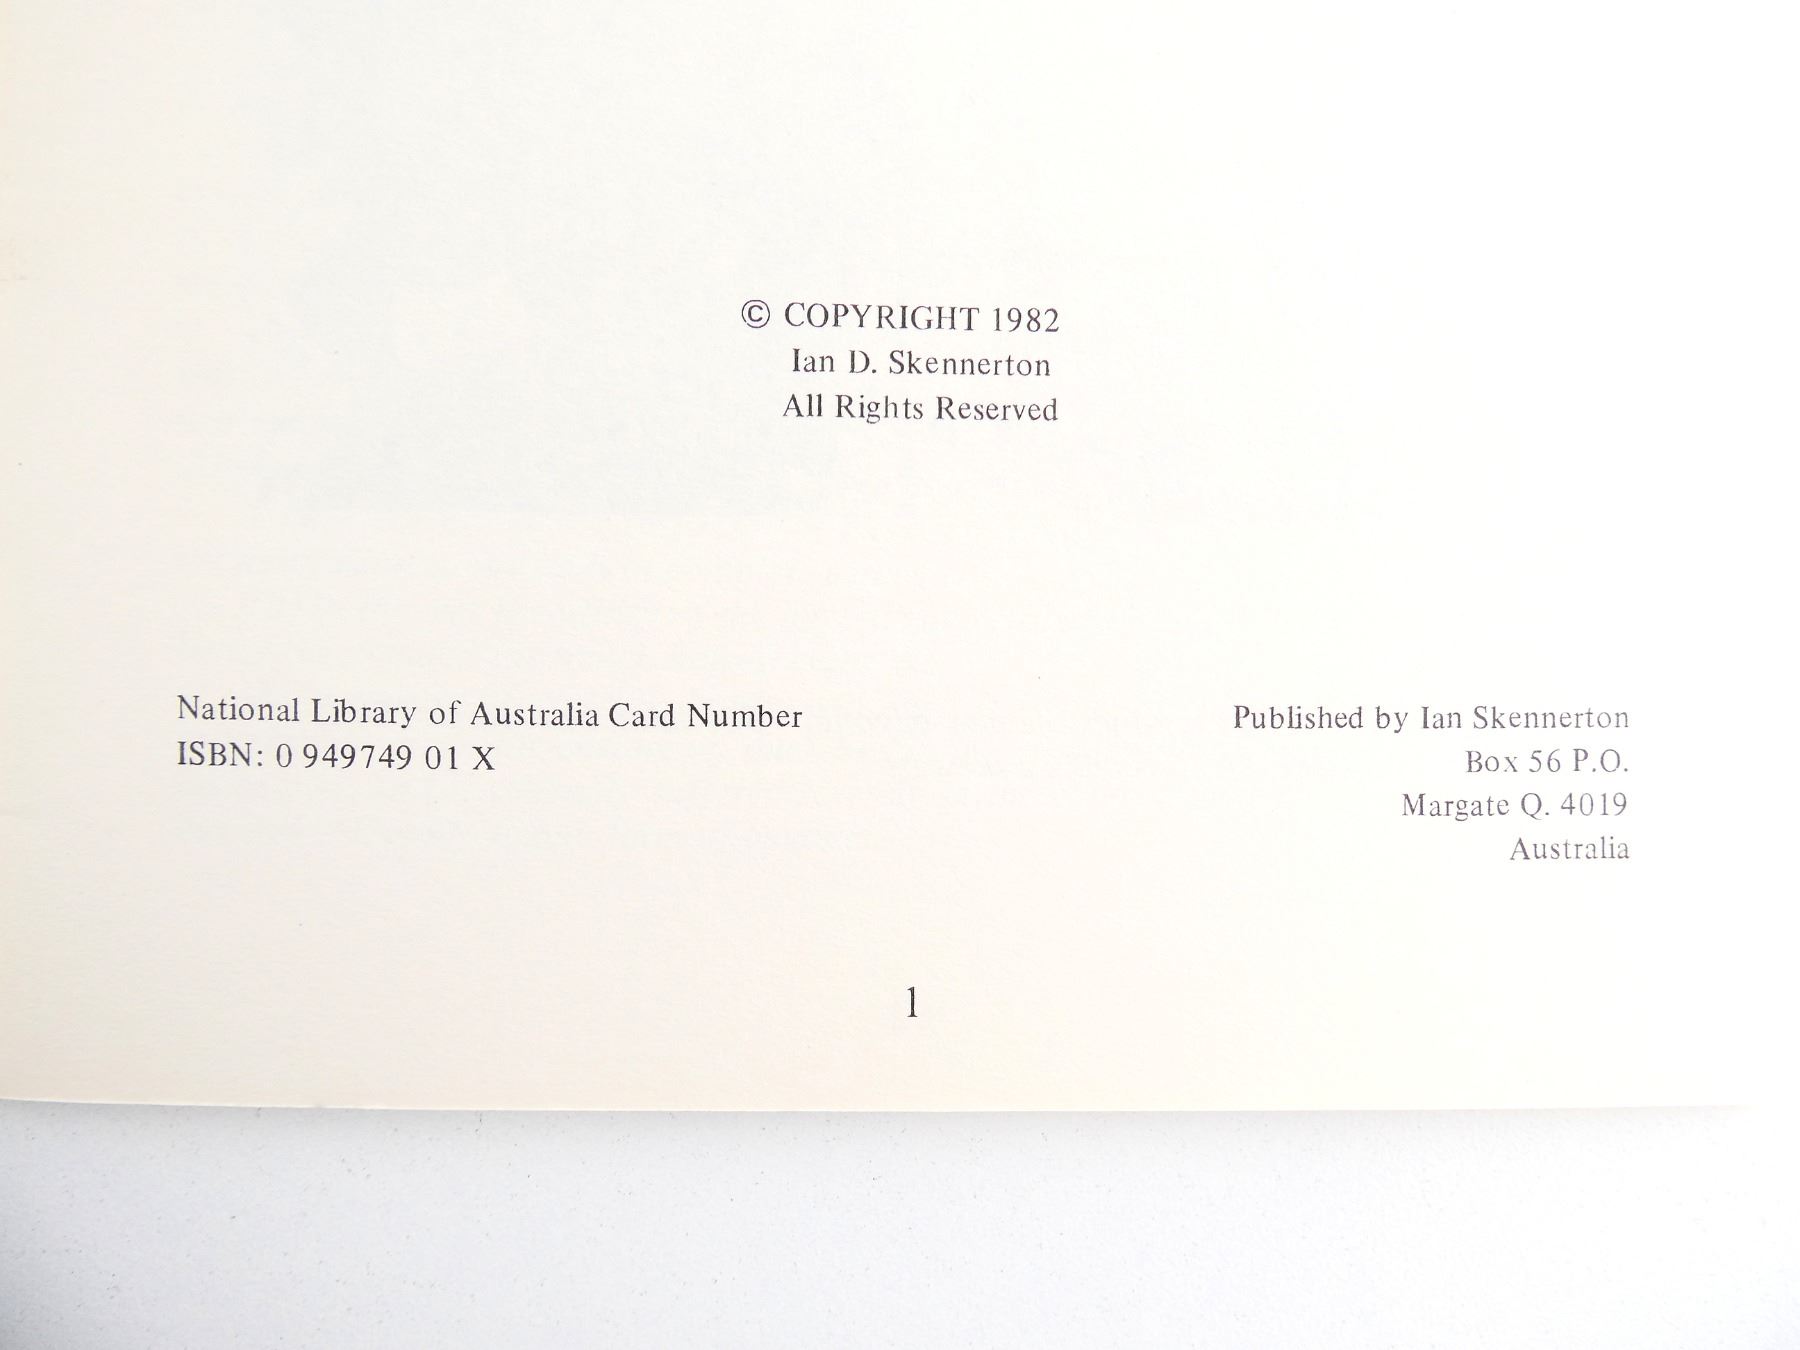 © COPYRIGHT 1982
Ian D. Skennerton
All Rights Reserved
National Library of Australia Card Number
ISBN: 0 949749 01 X
Published by Ian Skennerton
Box 56 P.O.
Margate Q. 4019
Australia
1